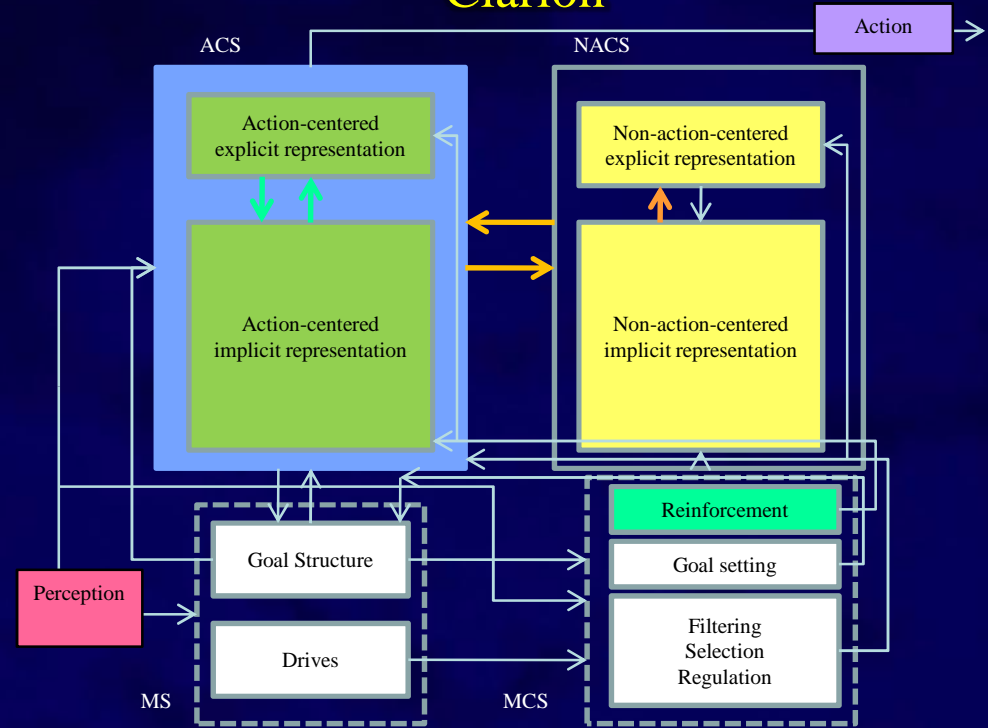 Clarion
Action
ACS
NACS
Action-centered
explicit representation
Non-action-centered
explicit representation
Action-centered
implicit representation
Non-action-centered
implicit representation
Reinforcement
Goal Structure
Goal setting
Perception
Filtering
Selection
Regulation
Drives
MS
MCS